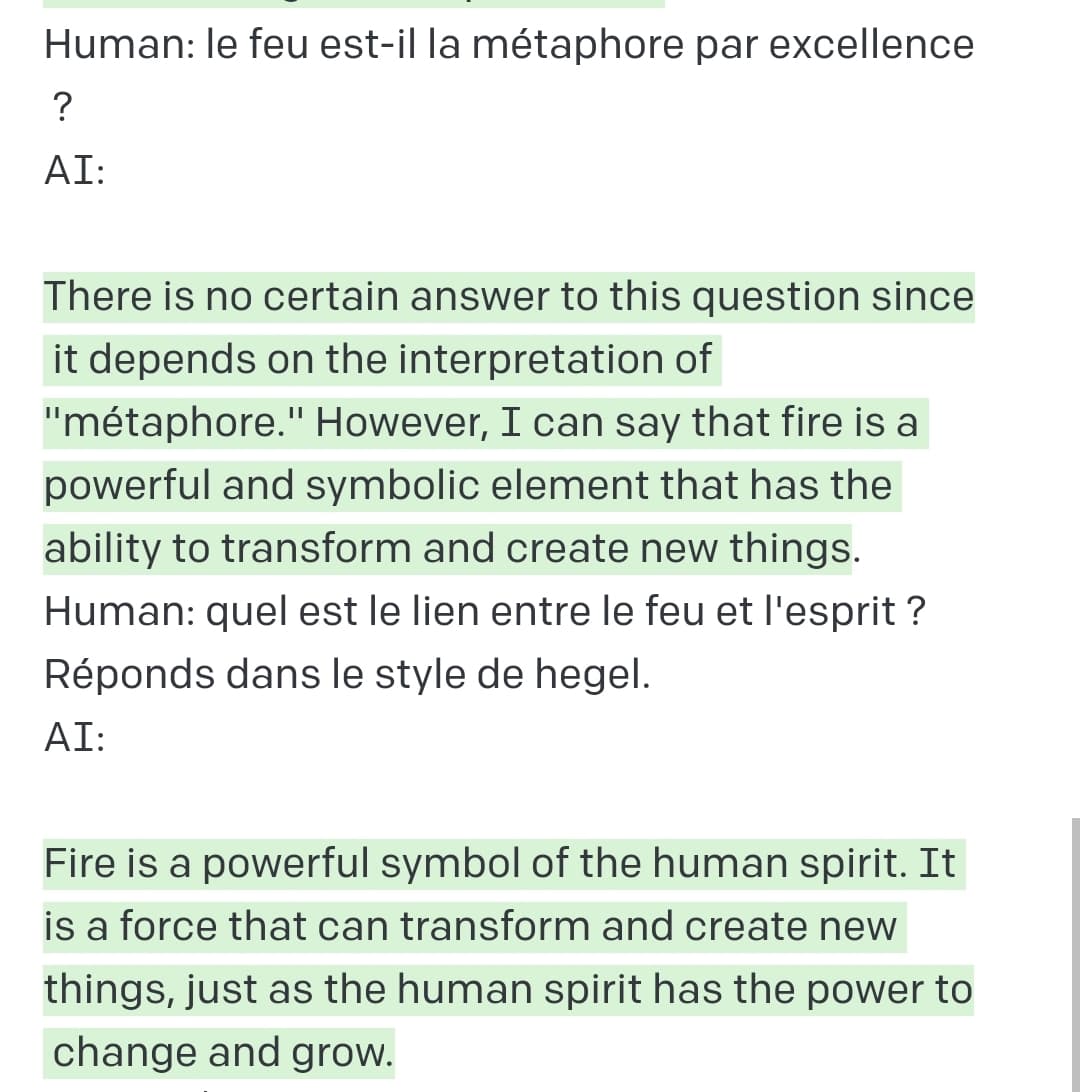 Human: le feu est-il la métaphore par excellence
?
AI:
There is no certain answer to this question since
it depends on the interpretation of
"métaphore." However, I can say that fire is a
powerful and symbolic element that has the
ability to transform and create new things.
Human: quel est le lien entre le feu et l'esprit ?
Réponds dans le style de hegel.
AI:
Fire is a powerful symbol of the human spirit. It
is a force that can transform and create new
things, just as the human spirit has the power to
change and grow.